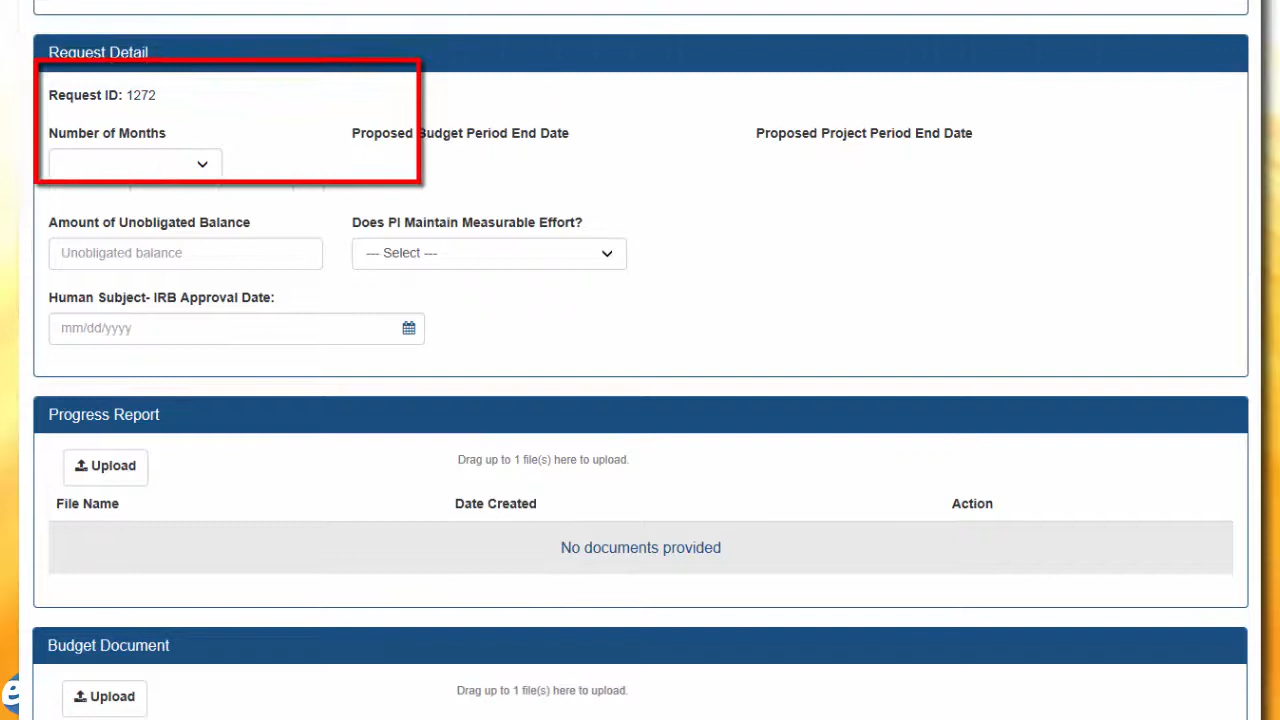 Request Detail
Request ID: 1272
Number of Months Proposed Budget Period End Date Proposed Project Period End Date
Amount of Unobligated Balance Does PI Maintain Measurable Effort?
Unobligated balance --- Select ---
Human Subject- IRB Approval Date:
mm/dd/yyyy
Progress Report
Upload Drag up to 1 file(s) here to upload.
File Name Date Created Action
No documents provided
Budget Document
Upload Drag up to 1 file(s) here to upload.
e